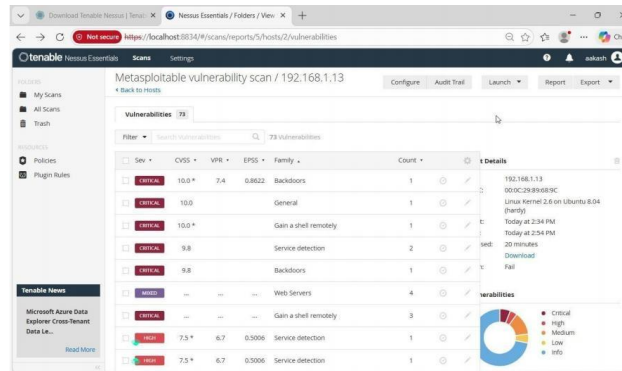 Download Tenable Nessus | Tenab
Nessus Essentials / Folders / View
Not secure https://localhost:8834/#/scans/reports/5/hosts/2/vulnerabilities
tenable Nessus Essentials Scans Settings
aakash
FOLDERS
My Scans
All Scans
Trash
RESOURCES
Policies
Plugin Rules
Tenable News
Microsoft Azure Data
Explorer Cross-Tenant
Data Le...
Read More
Metasploitable vulnerability scan / 192.168.1.13
Back to Hosts
Configure Audit Trail Launch Report Export
Vulnerabilities 73
Filter Search Vulnerabilities 73 Vulnerabilities
Sev CVSS VPR EPSS Family Count
CRITICAL 10.0 * 7.4 0.8622 Backdoors 1
CRITICAL 10.0 General 1
CRITICAL 10.0 * Gain a shell remotely 1
CRITICAL 9.8 Service detection 2
CRITICAL 9.8 Backdoors 1
MIXED ... ... ... Web Servers 4
CRITICAL ... ... ... Gain a shell remotely 3
HIGH 7.5 * 6.7 0.5006 Service detection 1
HIGH 7.5 * 6.7 0.5006 Service detection 1
t Details
192.168.1.13
00:0C:29:89:68:9C
Linux Kernel 2.6 on Ubuntu 8.04
(hardy)
Today at 2:34 PM
Today at 2:54 PM
sed: 20 minutes
Download
Fail
nerabilities
Critical
High
Medium
Low
Info